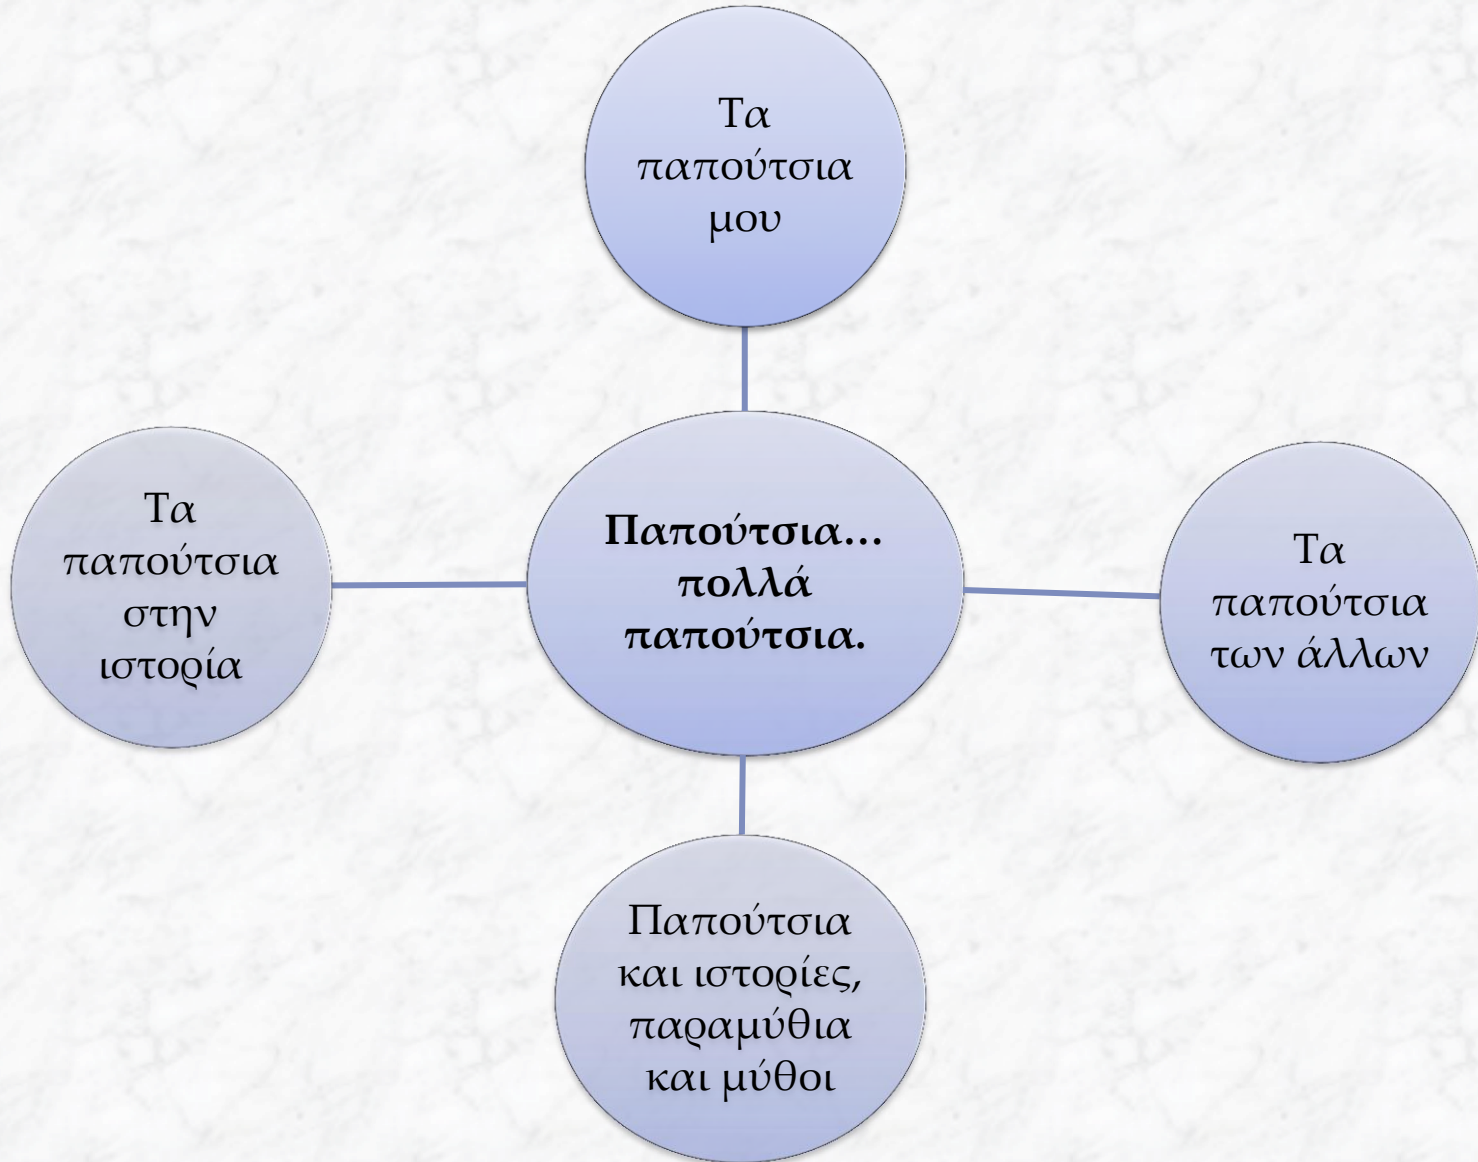 Τα
παπούτσια
μου
Τα
παπούτσια
στην
ιστορία
Παπούτσια...
πολλά
παπούτσια.
Τα
παπούτσια
των άλλων
Παπούτσια
και ιστορίες,
παραμύθια
και μύθοι